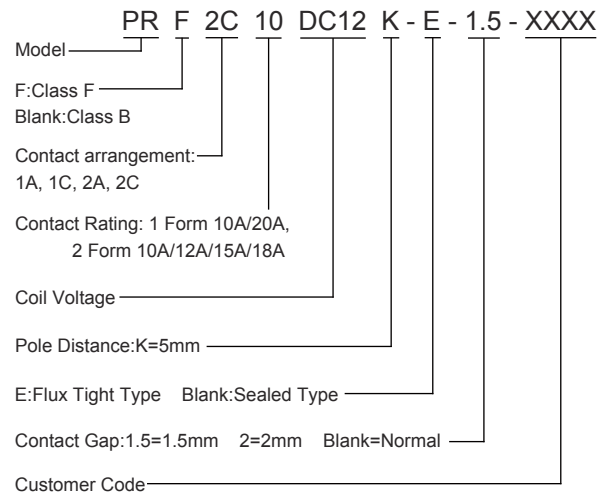 PR F 2C 10 DC12 K - E - 1.5 - XXXX
Model
F:Class F
Blank:Class B
Contact arrangement:
1A, 1C, 2A, 2C
Contact Rating: 1 Form 10A/20A,
2 Form 10A/12A/15A/18A
Coil Voltage
Pole Distance:K=5mm
E:Flux Tight Type Blank:Sealed Type
Contact Gap:1.5=1.5mm 2=2mm Blank=Normal
Customer Code